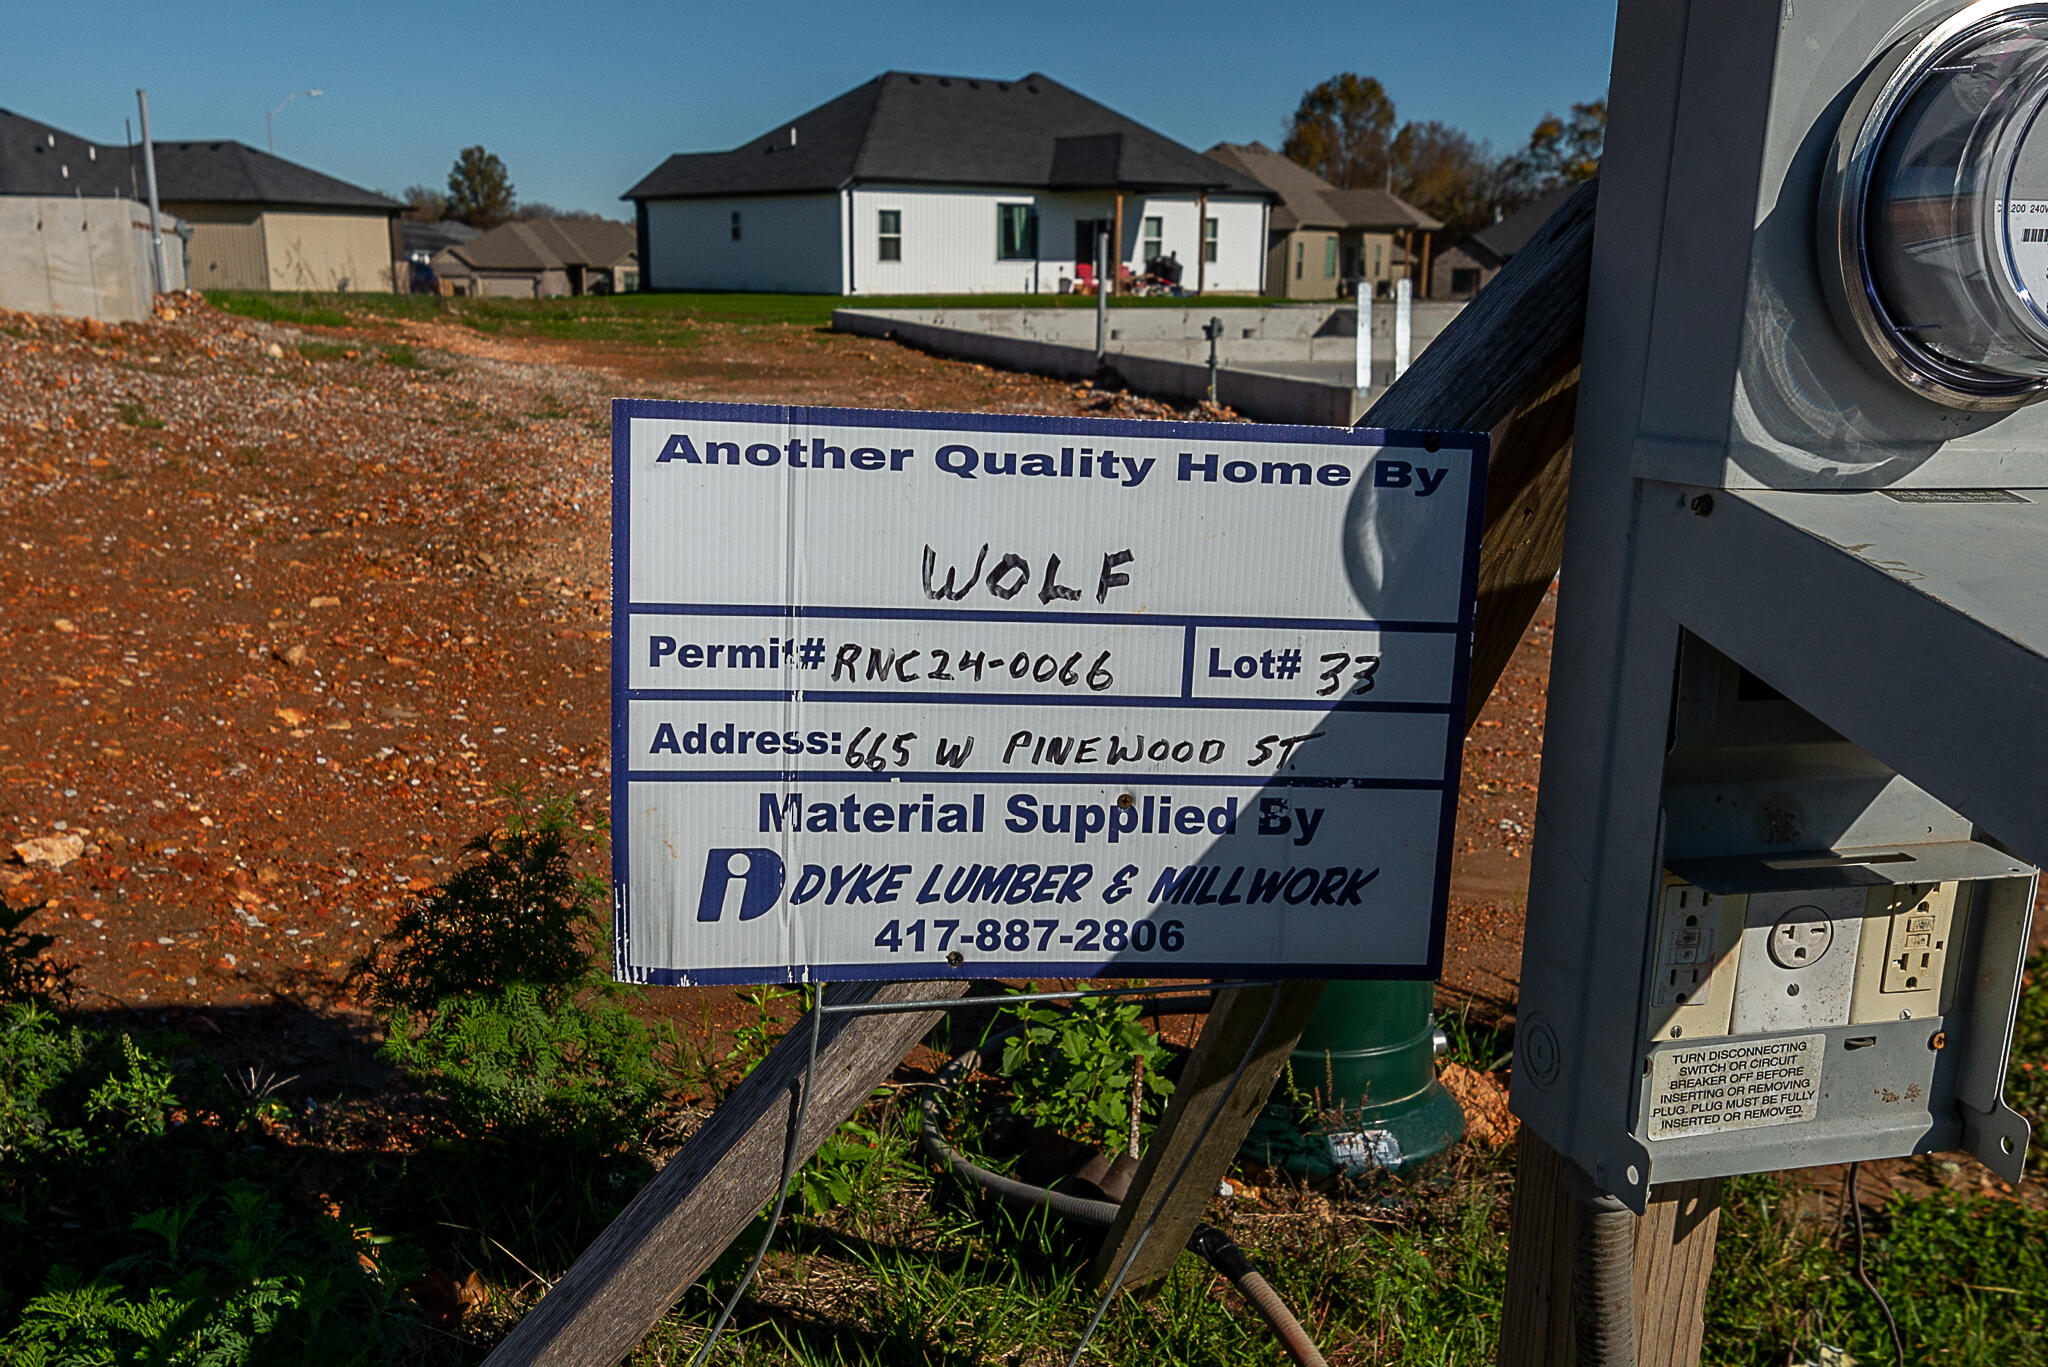 Another Quality Home By
WOLF
Permit# RNC24-0066
Lot# 33
Address: 665 W PINEWOOD ST.
Material Supplied By
DYKE LUMBER & MILLWORK
417-887-2806
200 240V
TURN DISCONNECTING
SWITCH OR CIRCUIT
BREAKER OFF BEFORE
INSERTING OR REMOVING
PLUG. PLUG MUST BE FULLY
INSERTED OR REMOVED.